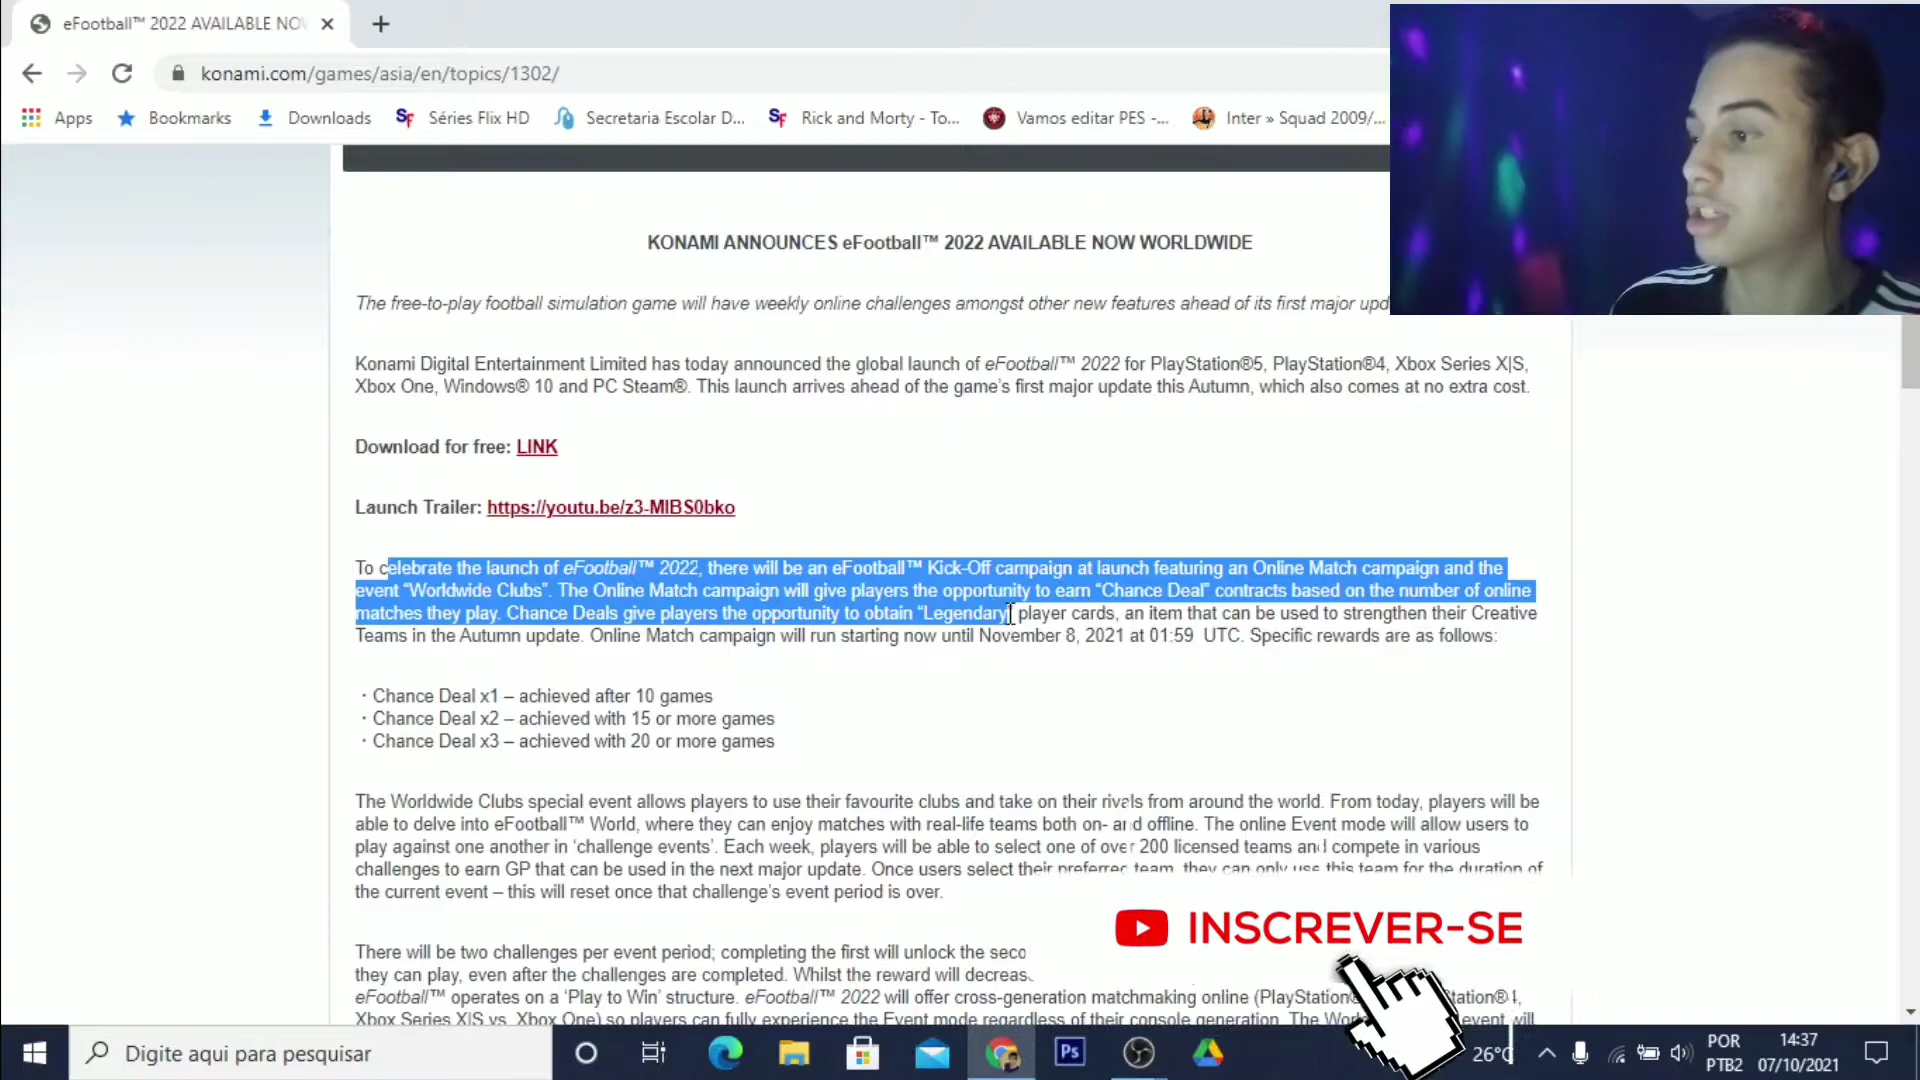 eFootball™ 2022 AVAILABLE NO
konami.com/games/asia/en/topics/1302/
Apps Bookmarks Downloads Séries Flix HD Secretaria Escolar D... Rick and Morty - To... Vamos editar PES -... Inter » Squad 2009/...
KONAMI ANNOUNCES eFootball™ 2022 AVAILABLE NOW WORLDWIDE
The free-to-play football simulation game will have weekly online challenges amongst other new features ahead of its first major upd
Konami Digital Entertainment Limited has today announced the global launch of eFootball™ 2022 for PlayStation®5, PlayStation®4, Xbox Series X|S,
Xbox One, Windows® 10 and PC Steam®. This launch arrives ahead of the game's first major update this Autumn, which also comes at no extra cost.
Download for free: LINK
Launch Trailer: https://youtu.be/z3-MIBS0bko
To celebrate the launch of eFootball™ 2022, there will be an eFootball™ Kick-Off campaign at launch featuring an Online Match campaign and the
event “Worldwide Clubs”. The Online Match campaign will give players the opportunity to earn “Chance Deal” contracts based on the number of online
matches they play. Chance Deals give players the opportunity to obtain “Legendary” player cards, an item that can be used to strengthen their Creative
Teams in the Autumn update. Online Match campaign will run starting now until November 8, 2021 at 01:59 UTC. Specific rewards are as follows:
・Chance Deal x1 – achieved after 10 games
・Chance Deal x2 – achieved with 15 or more games
・Chance Deal x3 – achieved with 20 or more games
The Worldwide Clubs special event allows players to use their favourite clubs and take on their rivals from around the world. From today, players will be
able to delve into eFootball™ World, where they can enjoy matches with real-life teams both on- and offline. The online Event mode will allow users to
play against one another in ‘challenge events’. Each week, players will be able to select one of over 200 licensed teams and compete in various
challenges to earn GP that can be used in the next major update. Once users select their preferred team, they can only use this team for the duration of
the current event – this will reset once that challenge’s event period is over.
There will be two challenges per event period; completing the first will unlock the seco
they can play, even after the challenges are completed. Whilst the reward will decreas
eFootball™ operates on a ‘Play to Win’ structure. eFootball™ 2022 will offer cross-generation matchmaking online (PlayStation
Xbox Series X|S vs. Xbox One) so players can fully experience the Event mode regardless of their console generation. The Wor event will
INSCREVER-SE
Digite aqui para pesquisar
Ps
26°C
POR
PTB2
14:37
07/10/2021